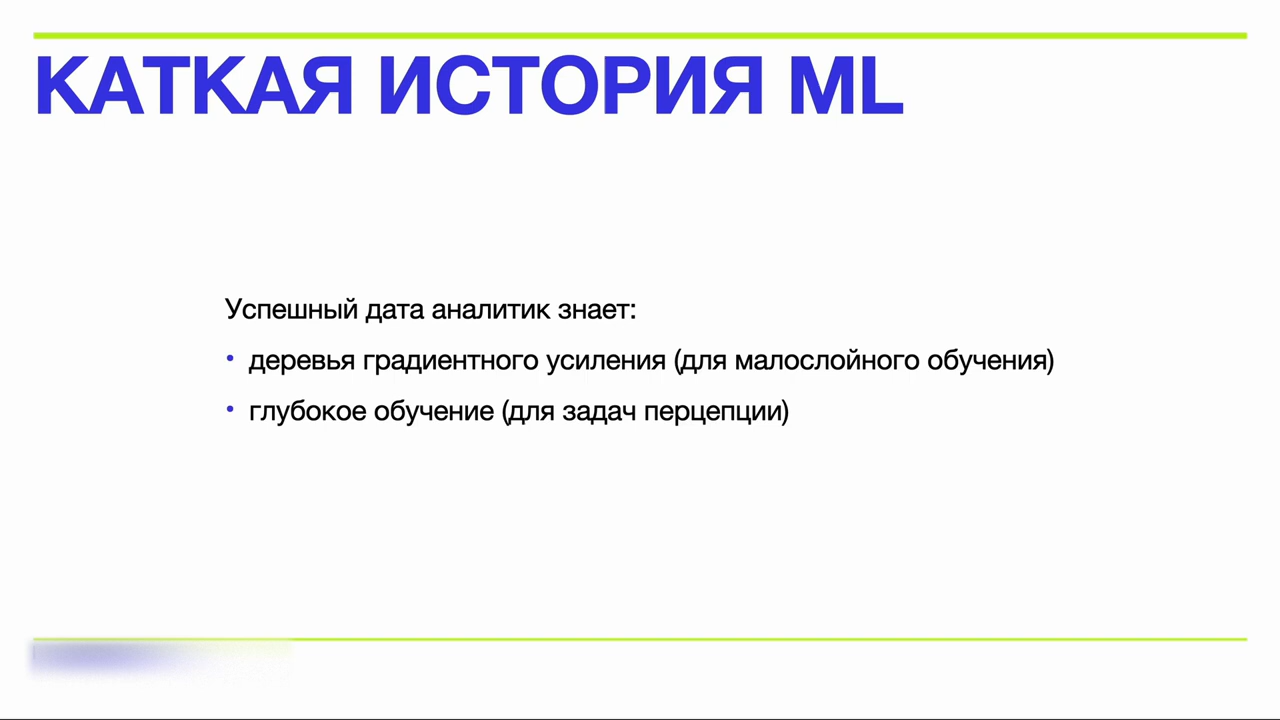 КАТКАЯ ИСТОРИЯ ML
Успешный дата аналитик знает:
• деревья градиентного усиления (для малослойного обучения)
• глубокое обучение (для задач перцепции)